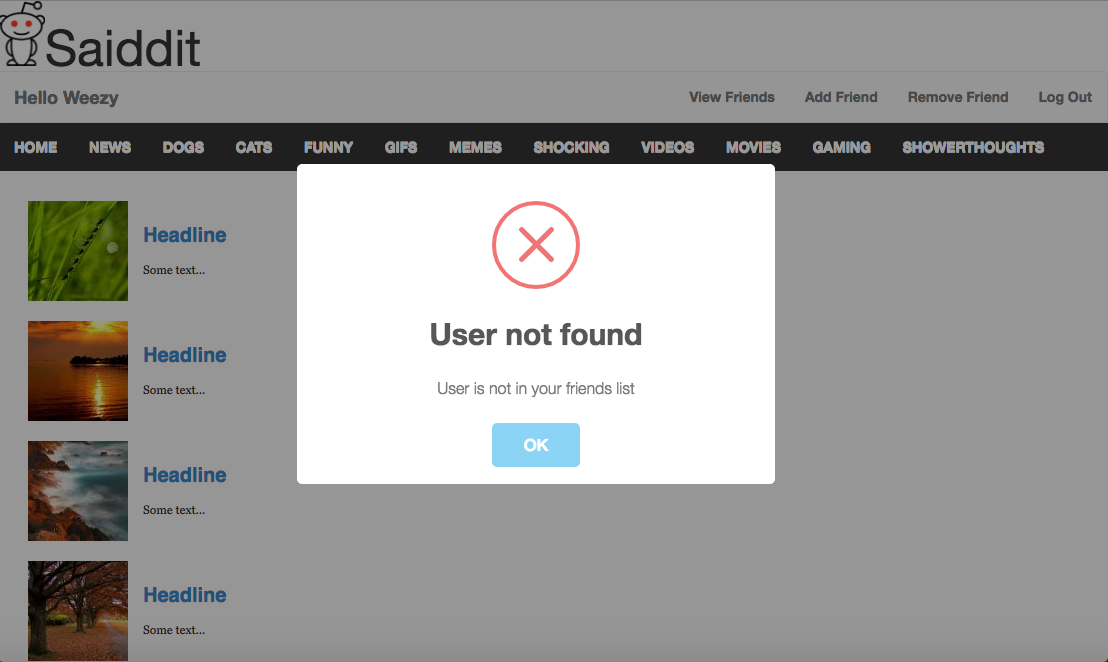 Saiddit
Hello Weezy View Friends Add Friend Remove Friend Log Out
HOME NEWS DOGS CATS FUNNY GIFS MEMES SHOCKING VIDEOS MOVIES GAMING SHOWERTHOUGHTS
Headline
Some text...
User not found
Headline
User is not in your friends list
Some text...
OK
Headline
Some text...
Headline
Some text...